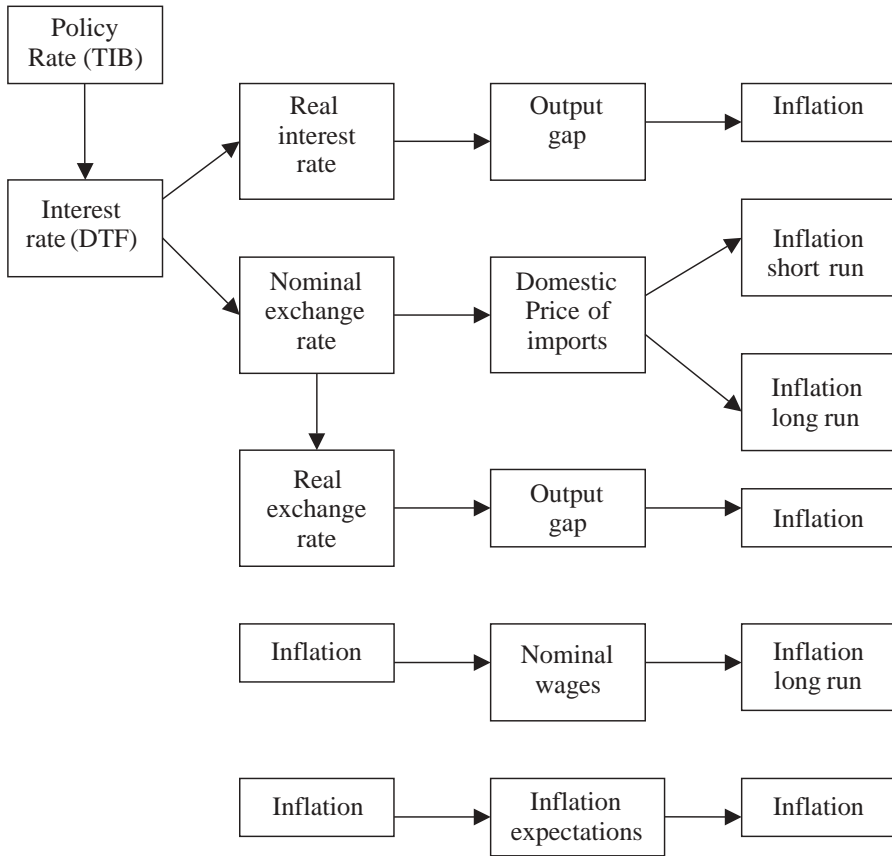 Policy
Rate (TIB)
Interest
rate (DTF)
Real
interest
rate
Output
gap
Inflation
Nominal
exchange
rate
Domestic
Price of
imports
Inflation
short run
Inflation
long run
Real
exchange
rate
Output
gap
Inflation
Inflation
Nominal
wages
Inflation
long run
Inflation
Inflation
expectations
Inflation